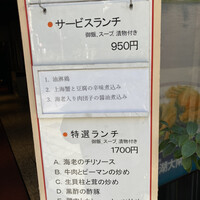 ・サービスランチ
御飯、スープ、漬物付き
950円
1. 油淋鶏
2. 上海蟹と豆腐の辛味煮込み
3. 海老入り肉団子の醤油煮込み
・特選ランチ
御飯、スープ、漬物付き
1700円
A. 海老のチリソース
B. 牛肉とピーマンの炒め
C. 生貝柱と茸の炒め
D. 黒酢の酢豚